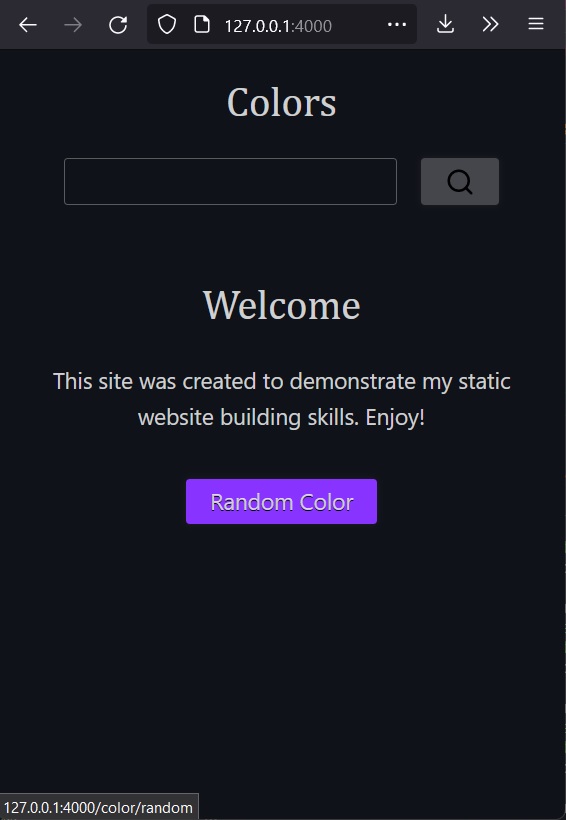 127.0.0.1:4000
Colors
Welcome
This site was created to demonstrate my static
website building skills. Enjoy!
Random Color
127.0.0.1:4000/color/random